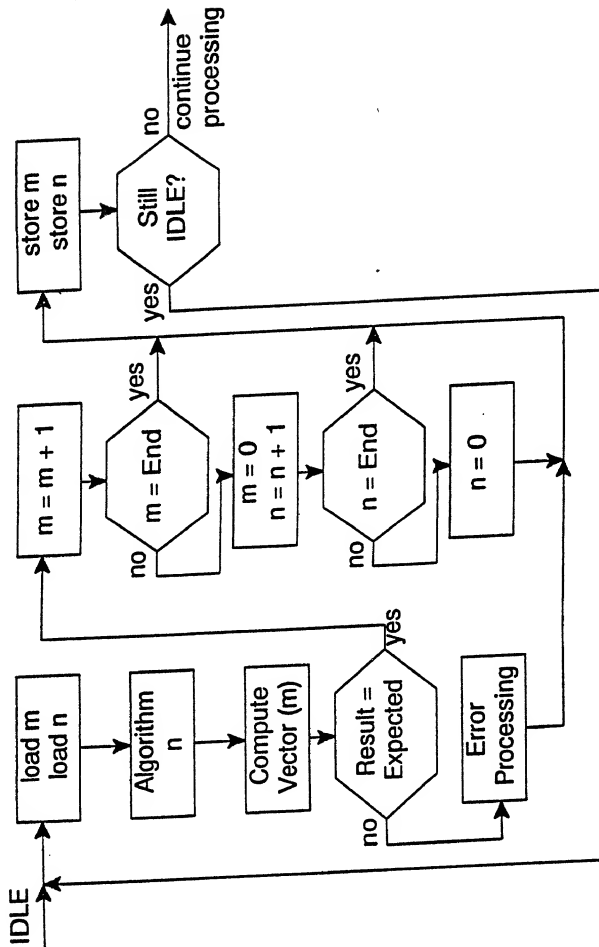 IDLE
load m
load n
Algorithm
n
Compute
Vector (m)
Result =
Expected
no
yes
Error
Processing
m = m + 1
m = End
no
yes
m = 0
n = n + 1
n = End
no
yes
n = 0
store m
store n
Still
IDLE?
yes
no
continue
processing